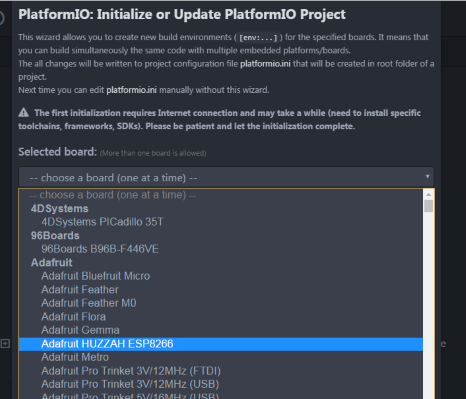 PlatformIO: Initialize or Update PlatformIO Project
This wizard allows you to create new build environments ( [env:...] ) for the specified boards. It means that
you can build simultaneously the same code with multiple embedded platforms/boards.
The all changes will be written to project configuration file platformio.ini that will be created in root folder of a
project.
Next time you can edit platformio.ini manually without this wizard.
The first initialization requires Internet connection and may take a while (need to install specific
toolchains, frameworks, SDKs). Please be patient and let the initialization complete.
Selected board: (More than one board is allowed)
-- choose a board (one at a time) --
-- choose a board (one at a time) --
4DSystems
4DSystems PICadillo 35T
96Boards
96Boards B96B-F446VE
Adafruit
Adafruit Bluefruit Micro
Adafruit Feather
Adafruit Feather M0
Adafruit Flora
Adafruit Gemma
Adafruit HUZZAH ESP8266
Adafruit Metro
Adafruit Pro Trinket 3V/12MHz (FTDI)
Adafruit Pro Trinket 3V/12MHz (USB)
Adafruit Pro Trinket 5V/16MHz (USB)